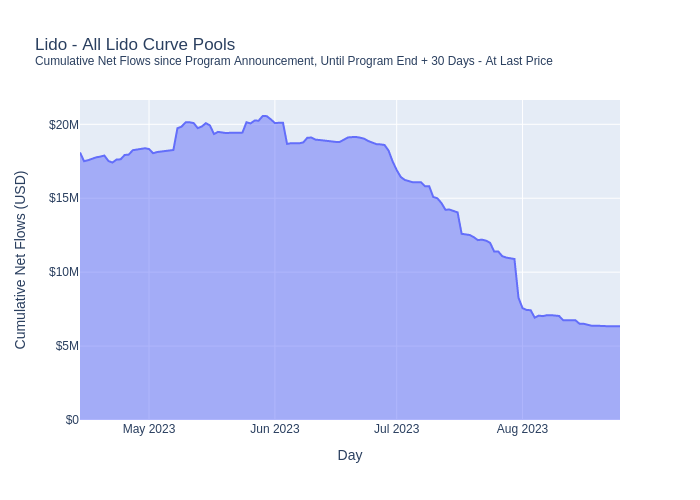 Lido - All Lido Curve Pools
Cumulative Net Flows since Program Announcement, Until Program End + 30 Days - At Last Price
Cumulative Net Flows (USD)
$20M
$15M
$10M
$5M
$0
May 2023
Jun 2023
Jul 2023
Aug 2023
Day